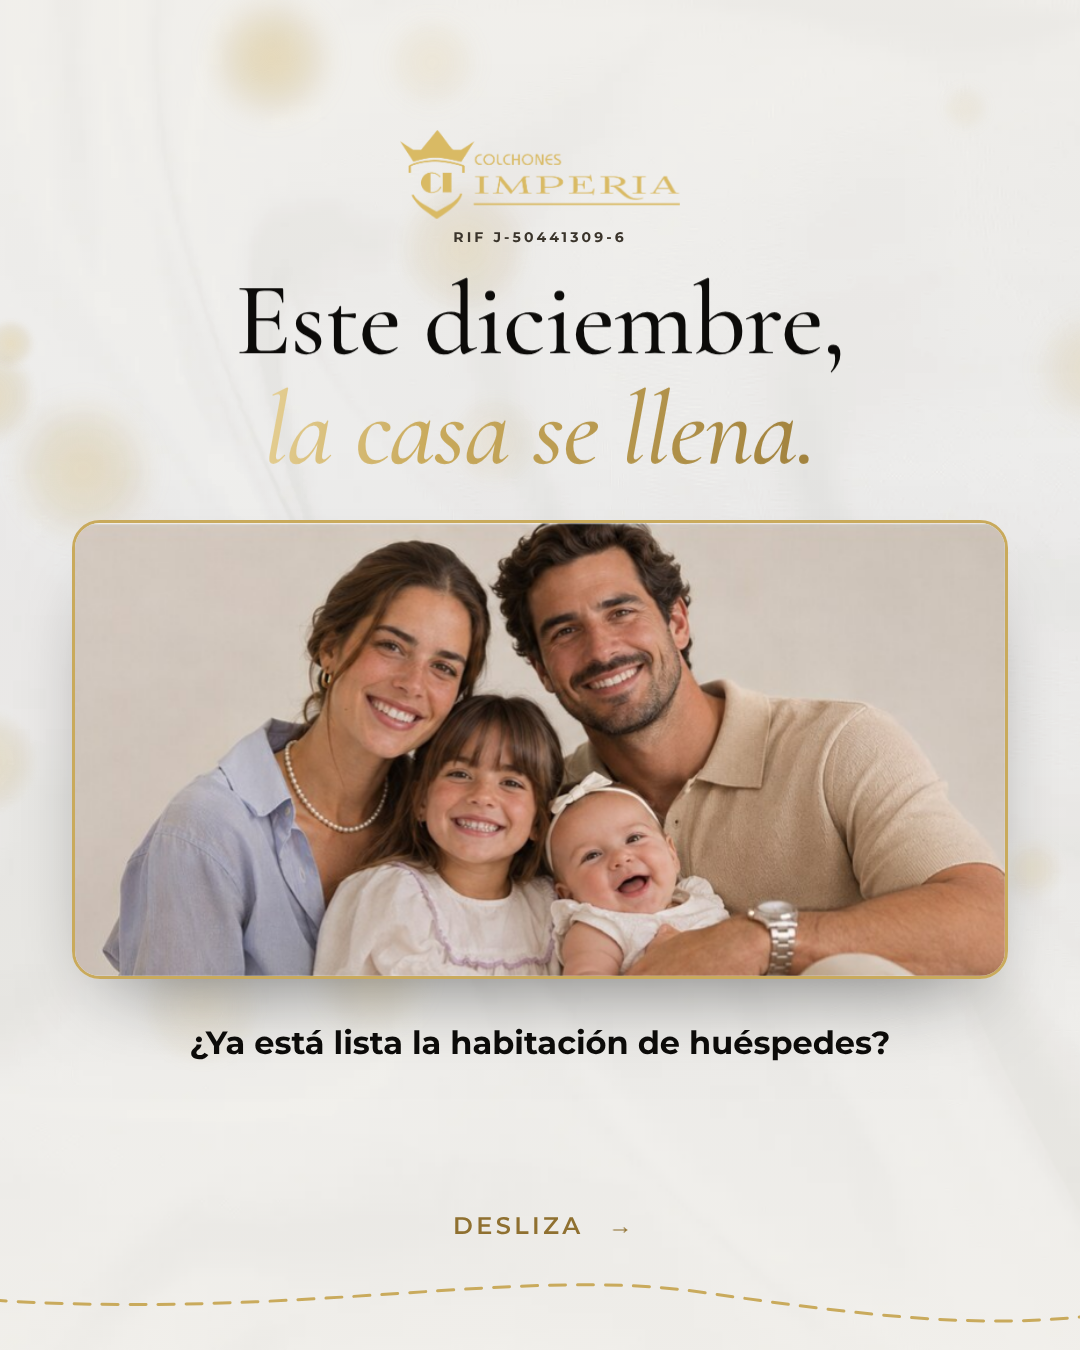 COLCHONES
CI IMPERIA
RIF J-50441309-6
Este diciembre,
la casa se llena.
¿Ya está lista la habitación de huéspedes?
DESLIZA →